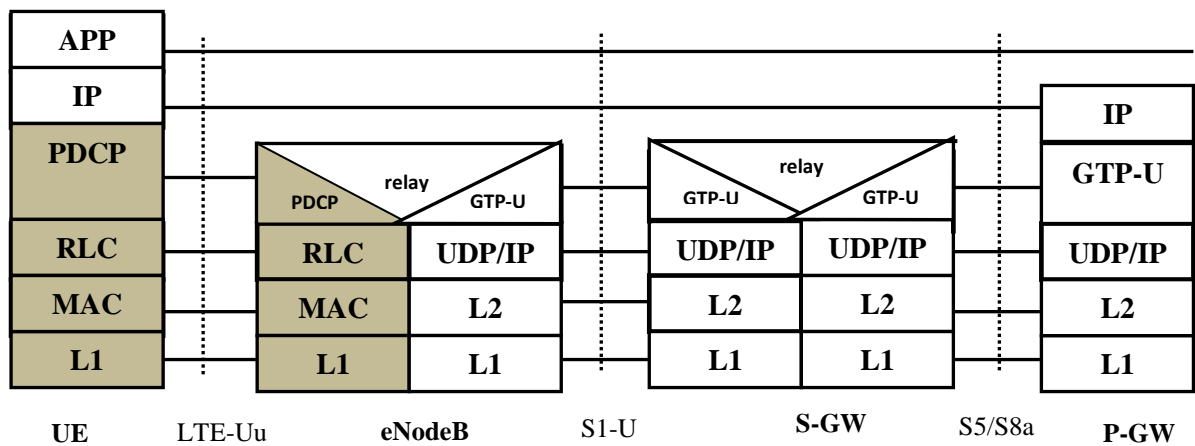 APP
IP
IP
PDCP
relay
relay
GTP-U
PDCP
GTP-U
GTP-U
GTP-U
RLC
RLC
UDP/IP
UDP/IP
UDP/IP
UDP/IP
MAC
MAC
L2
L2
L2
L2
L1
L1
L1
L1
L1
L1
UE
LTE-Uu
eNodeB
S1-U
S-GW
S5/S8a
P-GW